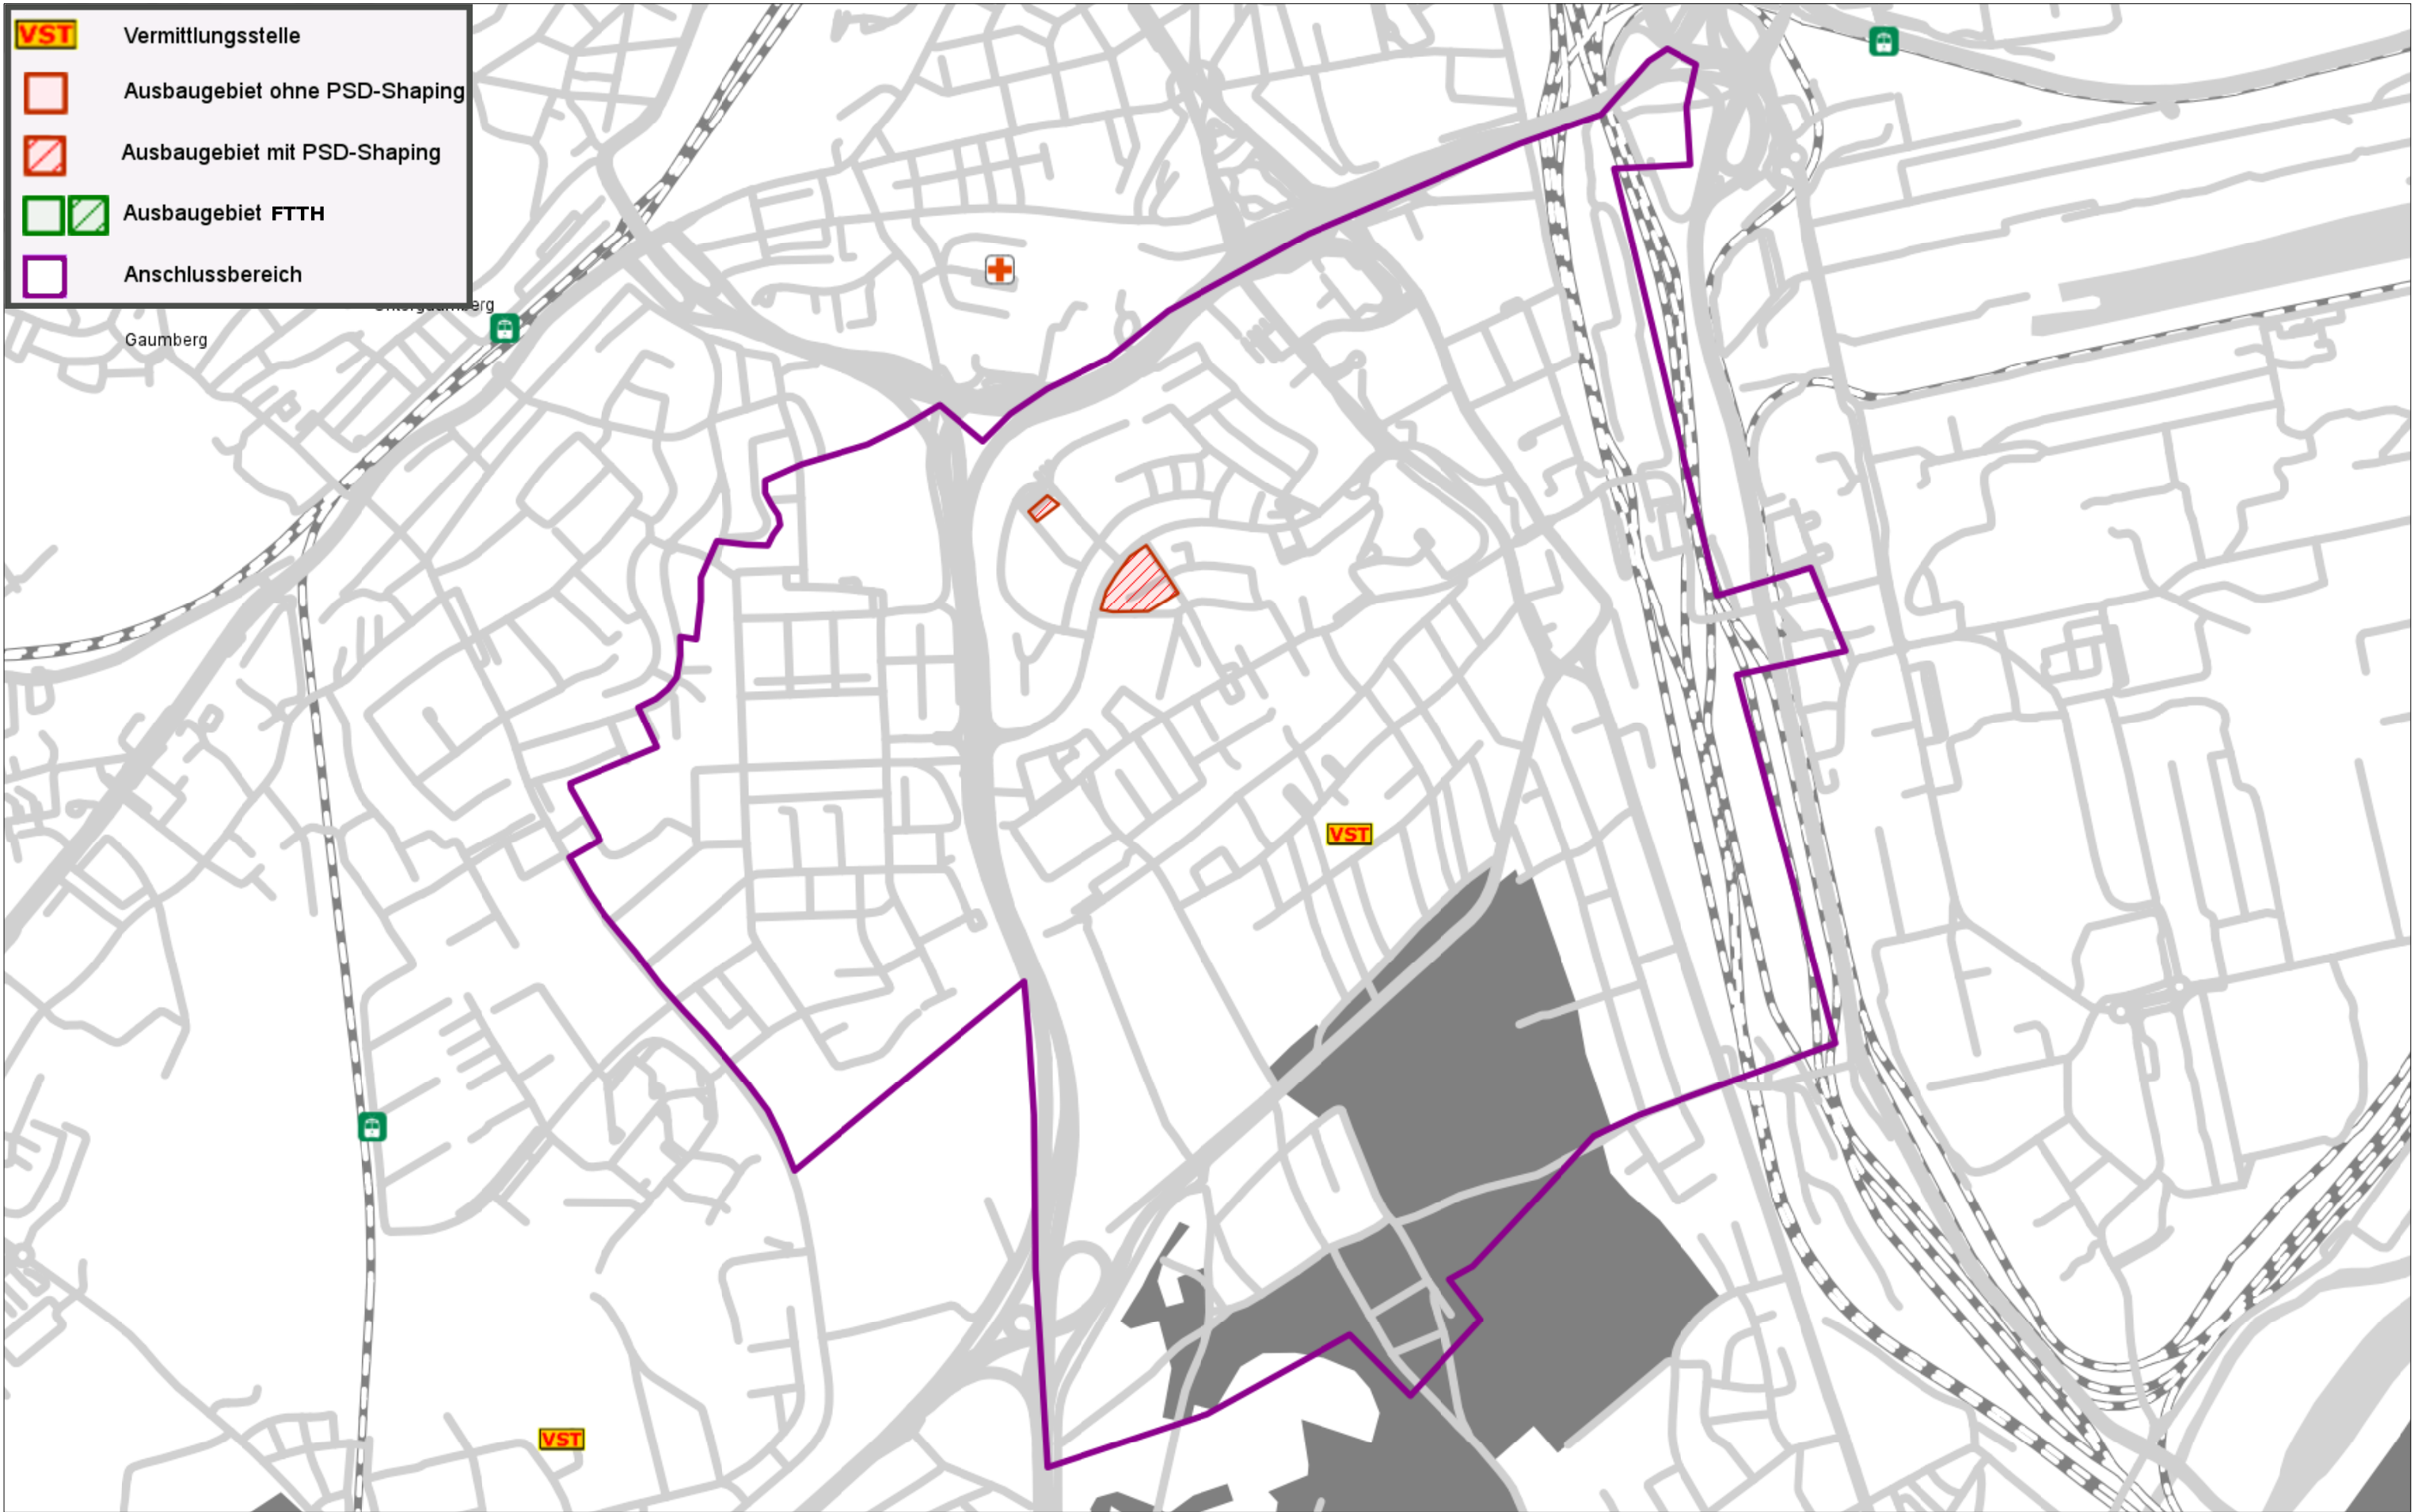 VST Vermittlungsstelle
Ausbaugebiet ohne PSD-Shaping
Ausbaugebiet mit PSD-Shaping
Ausbaugebiet FTTH
Anschlussbereich
Gaumberg
VST
VST